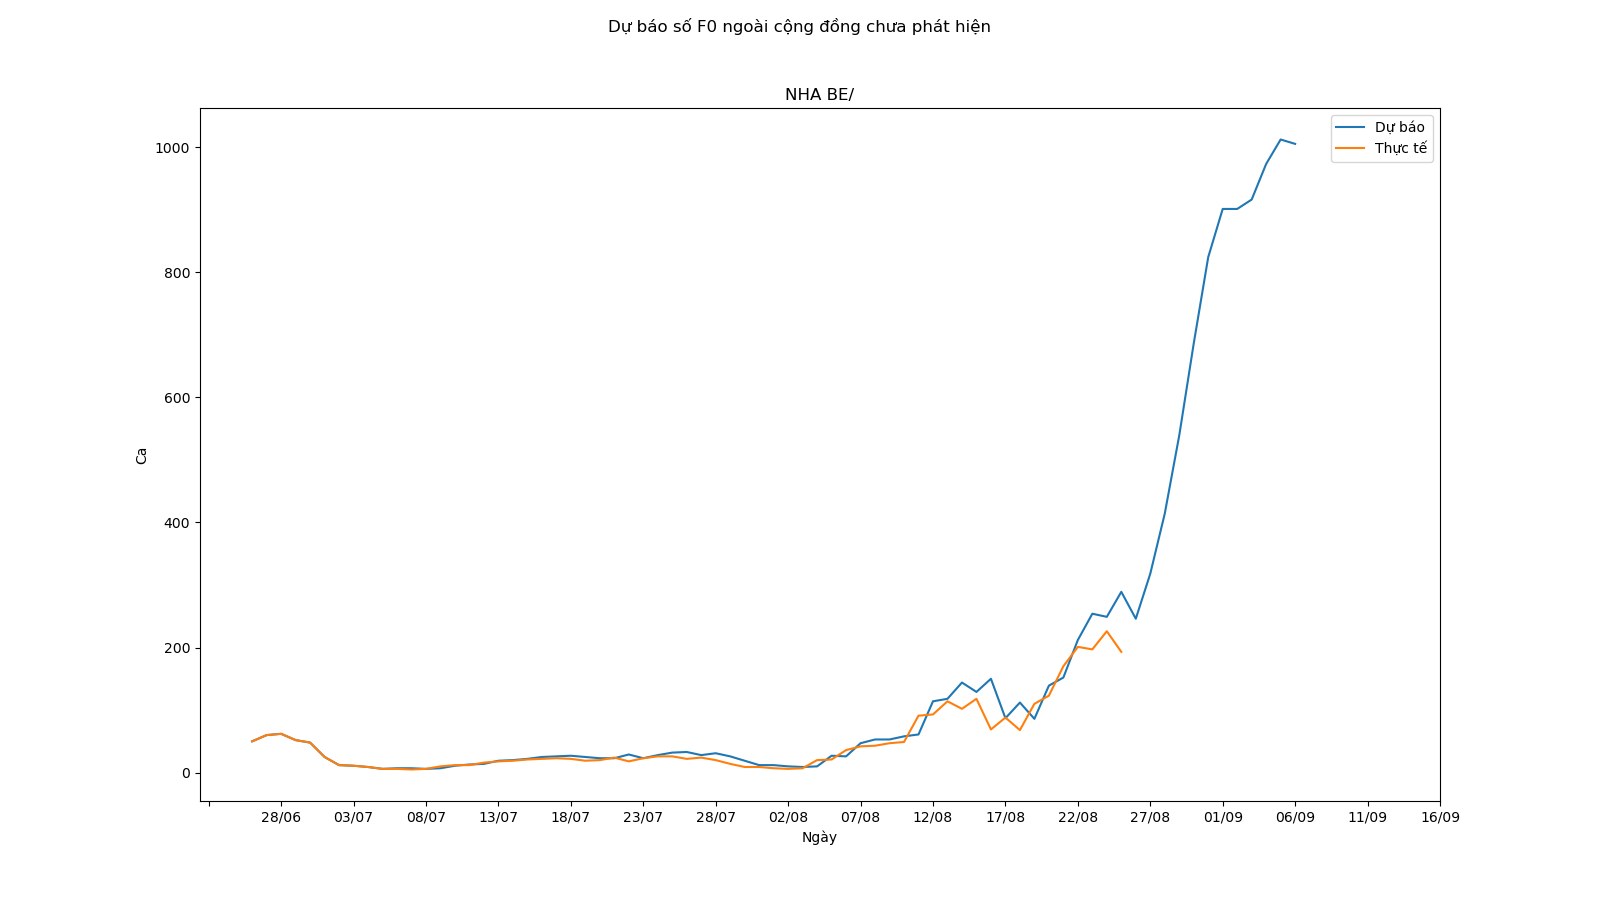 Dự báo số F0 ngoài cộng đồng chưa phát hiện
NHA BE/
Dự báo
Thực tế
1000
800
600
400
200
0
Ca
28/06 03/07 08/07 13/07 18/07 23/07 28/07 02/08 07/08 12/08 17/08 22/08 27/08 01/09 06/09 11/09 16/09
Ngày